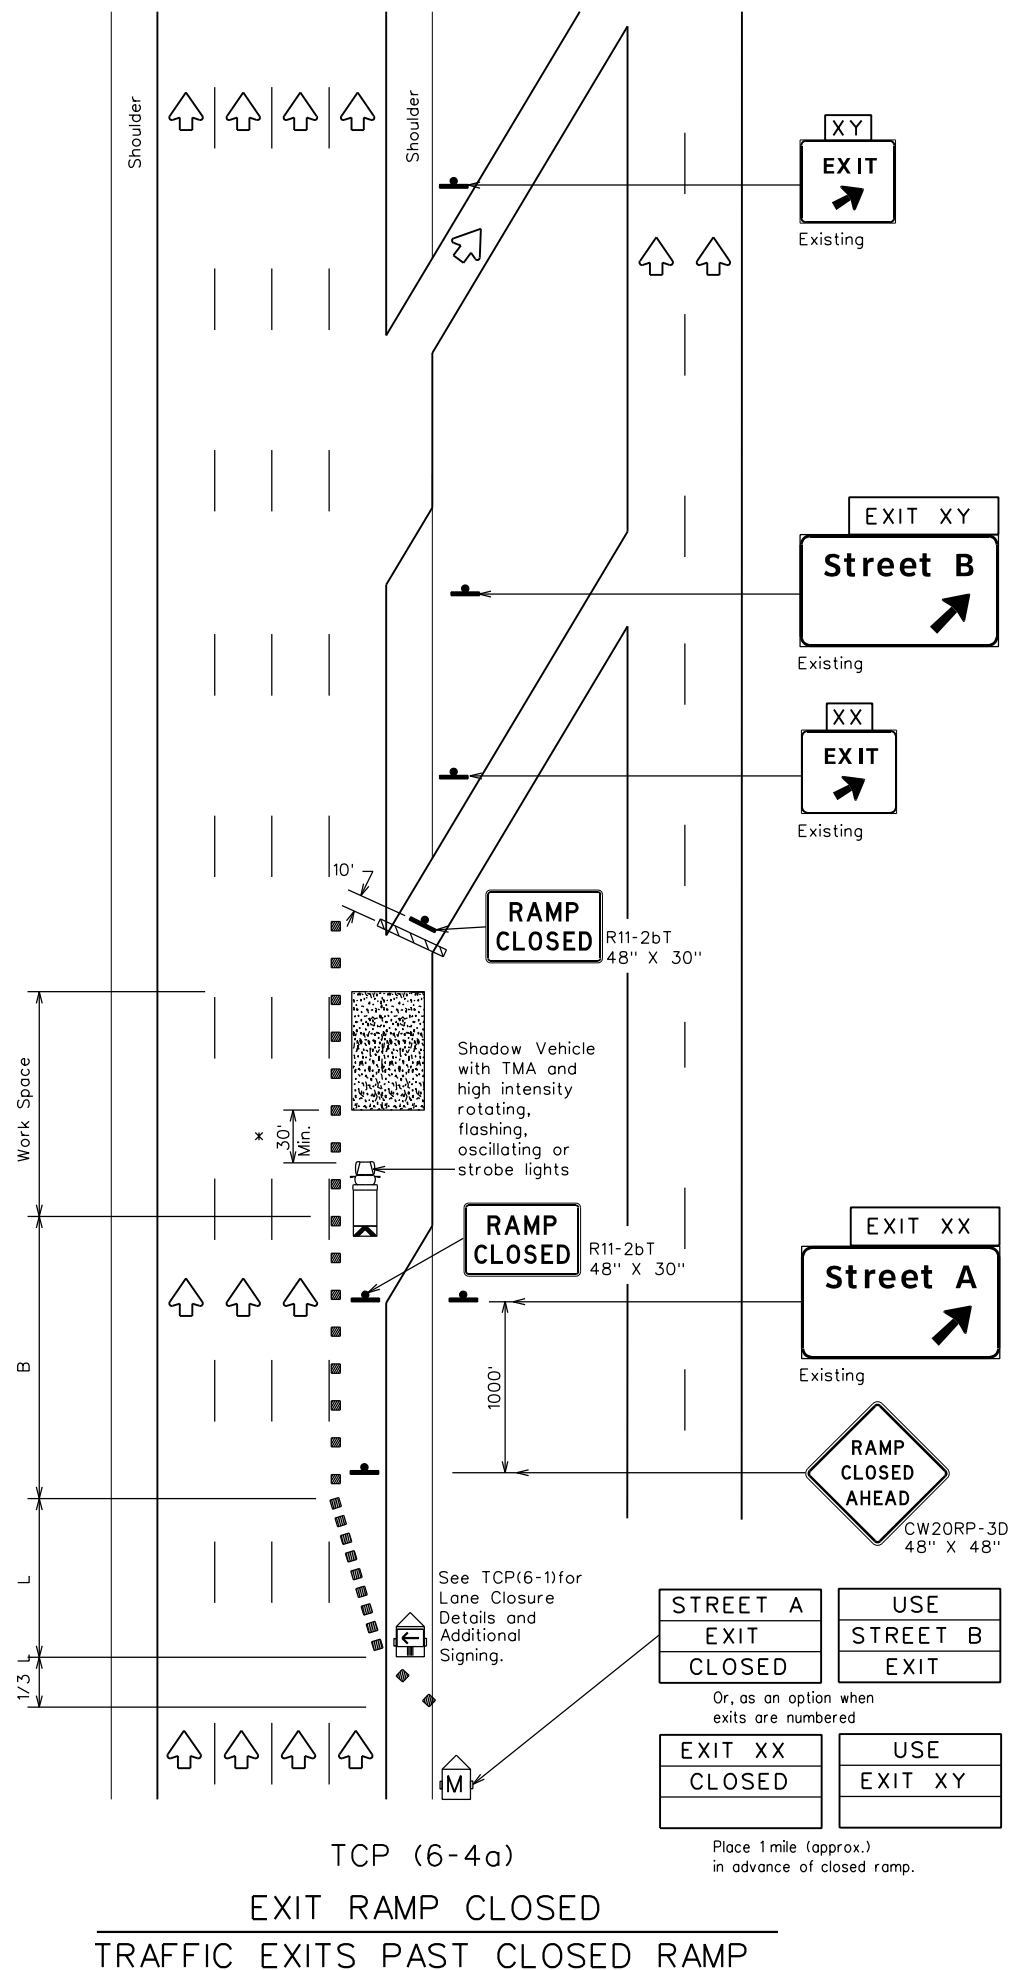 Shoulder
Shoulder
XY
EXIT
Existing
EXIT XY
Street B
Existing
XX
EXIT
Existing
10'
RAMP
CLOSED
R11-2bT
48" X 30"
Work Space
*
30'
Min.
Shadow Vehicle
with TMA and
high intensity
rotating,
flashing,
oscillating or
strobe lights
RAMP
CLOSED
R11-2bT
48" X 30"
EXIT XX
Street A
Existing
B
1000'
RAMP
CLOSED
AHEAD
CW20RP-3D
48" X 48"
L
1/3 L
See TCP(6-1)for
Lane Closure
Details and
Additional
Signing.
STREET A
EXIT
CLOSED
USE
STREET B
EXIT
Or, as an option when
exits are numbered
EXIT XX
CLOSED
USE
EXIT XY
M
Place 1 mile (approx.)
in advance of closed ramp.
TCP (6-4a)
EXIT RAMP CLOSED
TRAFFIC EXITS PAST CLOSED RAMP